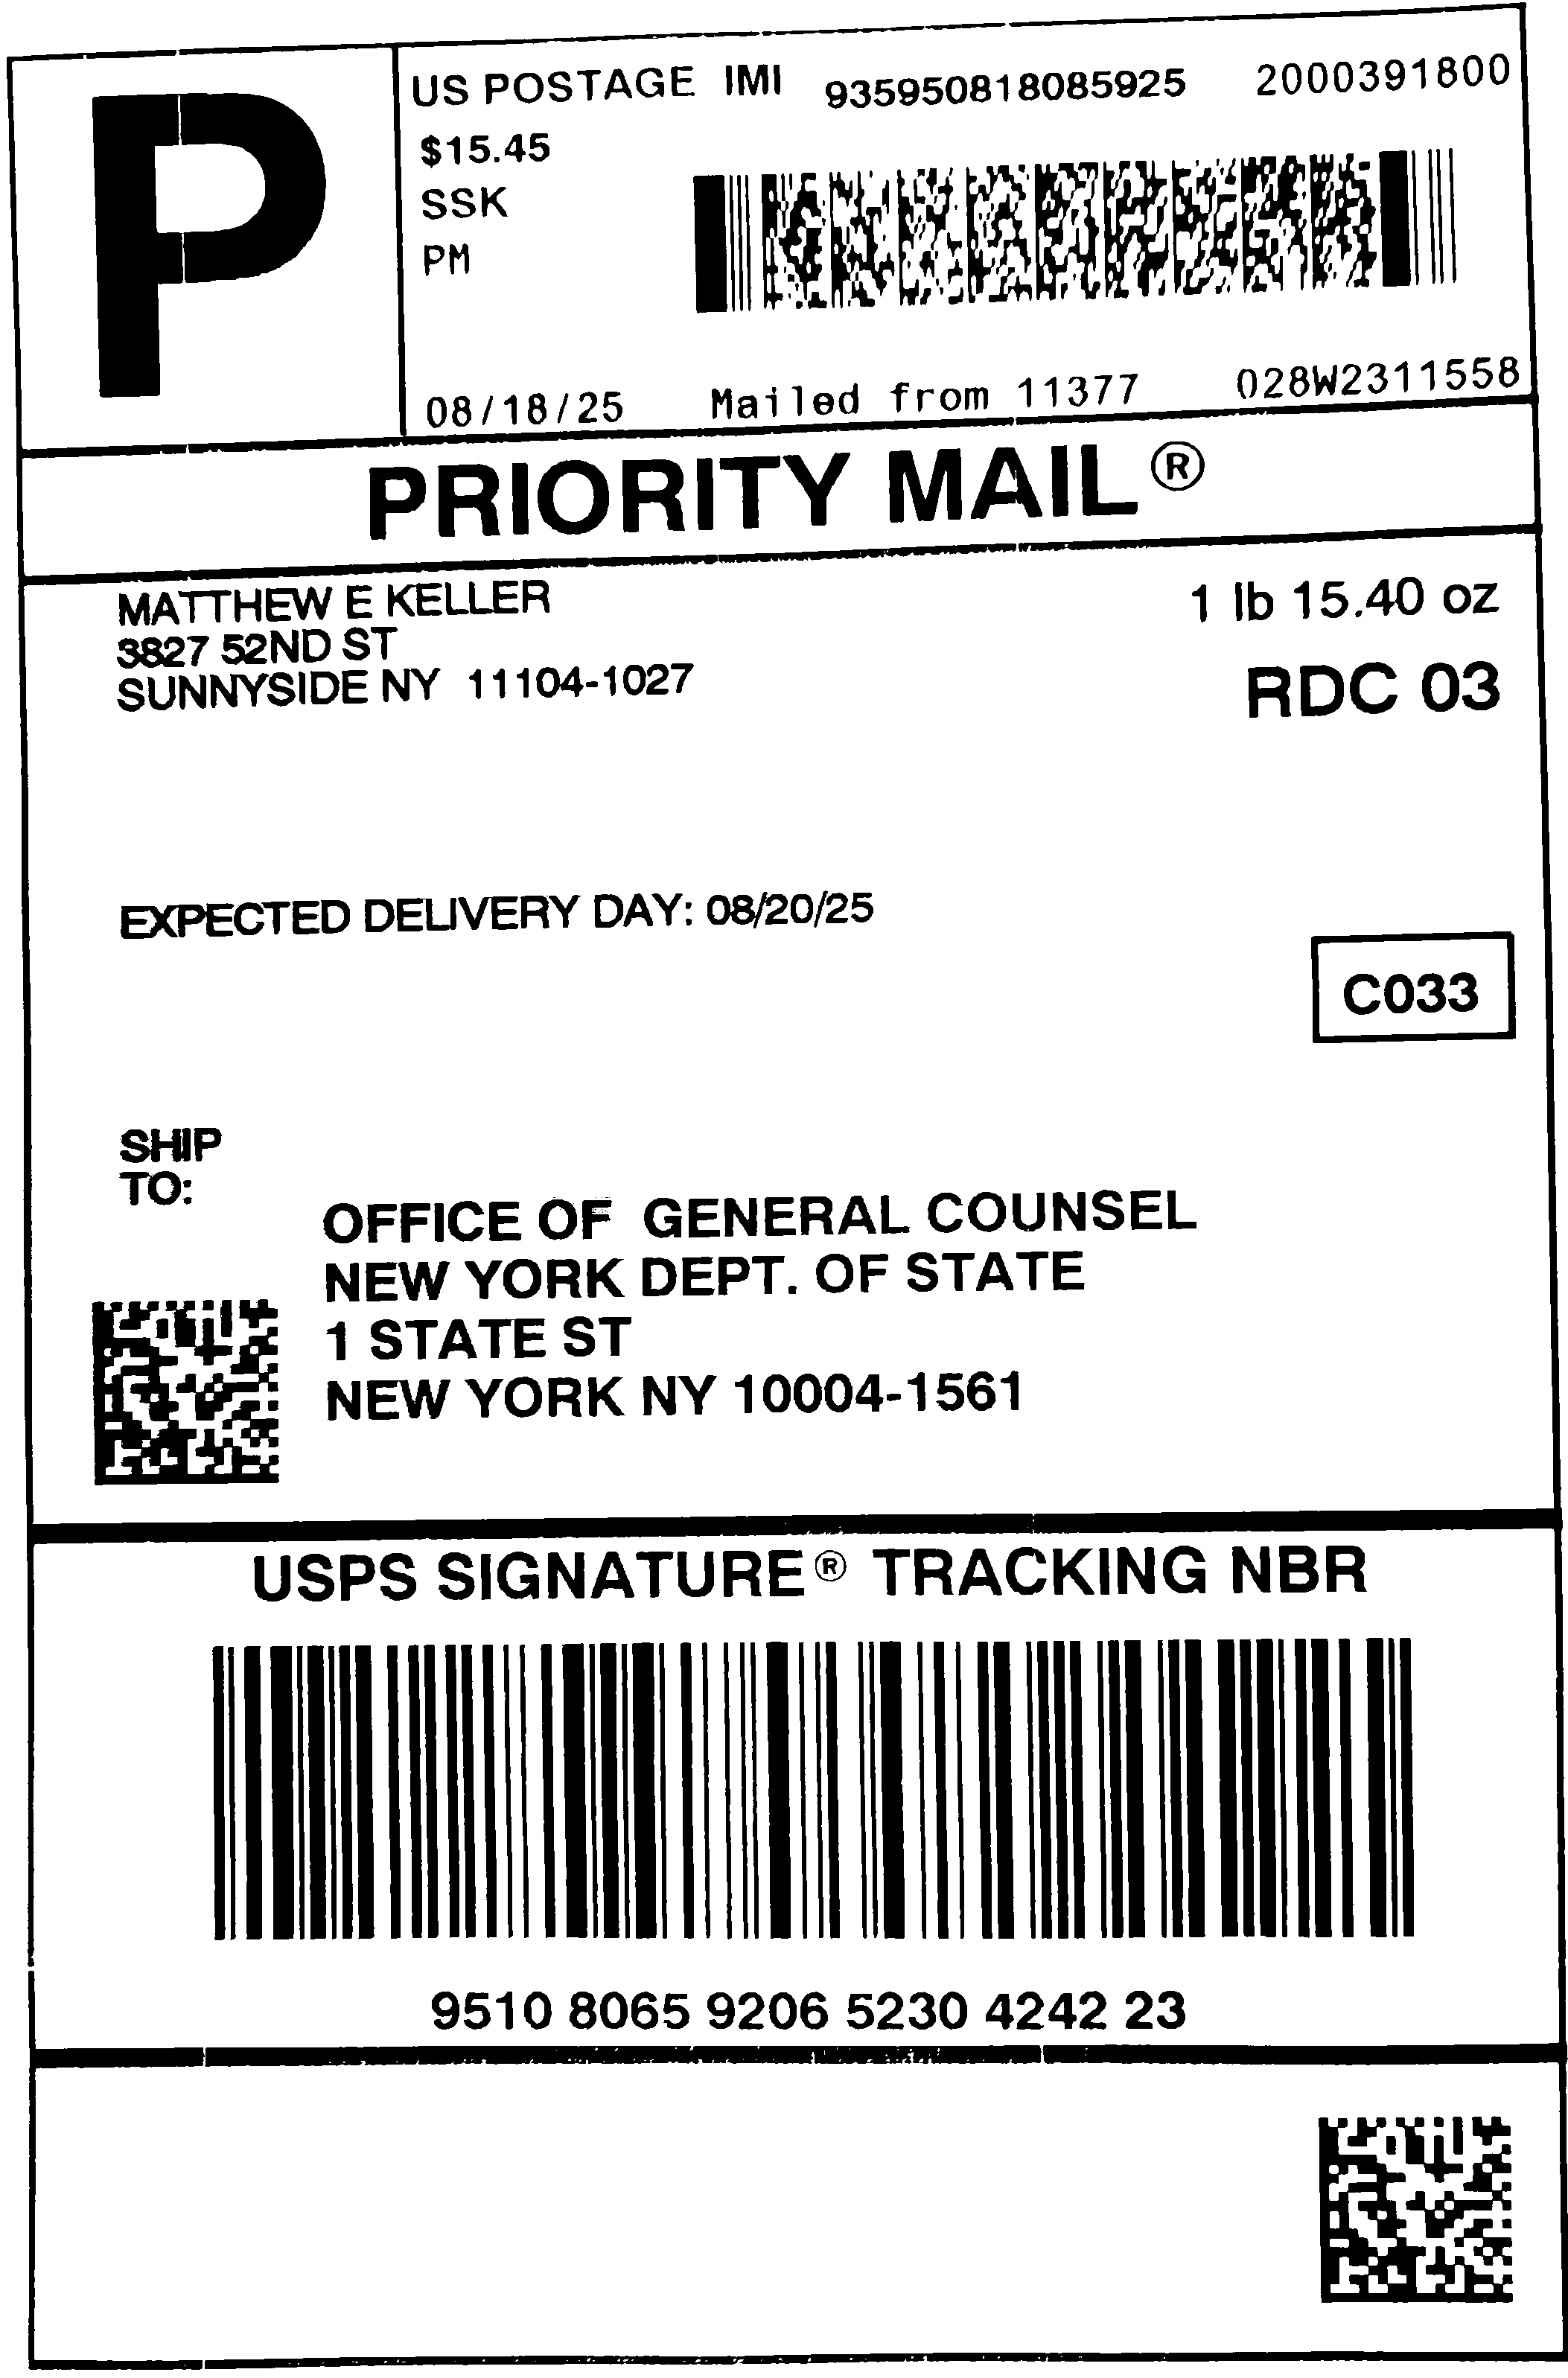 P
US POSTAGE IMI 935950818085925 2000391800
$15.45
SSK
PM
08/18/25 Mailed from 11377 028W2311558
PRIORITY MAIL®
MATTHEW E KELLER
3827 52ND ST
SUNNYSIDE NY 11104-1027
1 lb 15.40 oz
RDC 03
EXPECTED DELIVERY DAY: 08/20/25
C033
SHIP
TO:
OFFICE OF GENERAL COUNSEL
NEW YORK DEPT. OF STATE
1 STATE ST
NEW YORK NY 10004-1561
USPS SIGNATURE® TRACKING NBR
9510 8065 9206 5230 4242 23